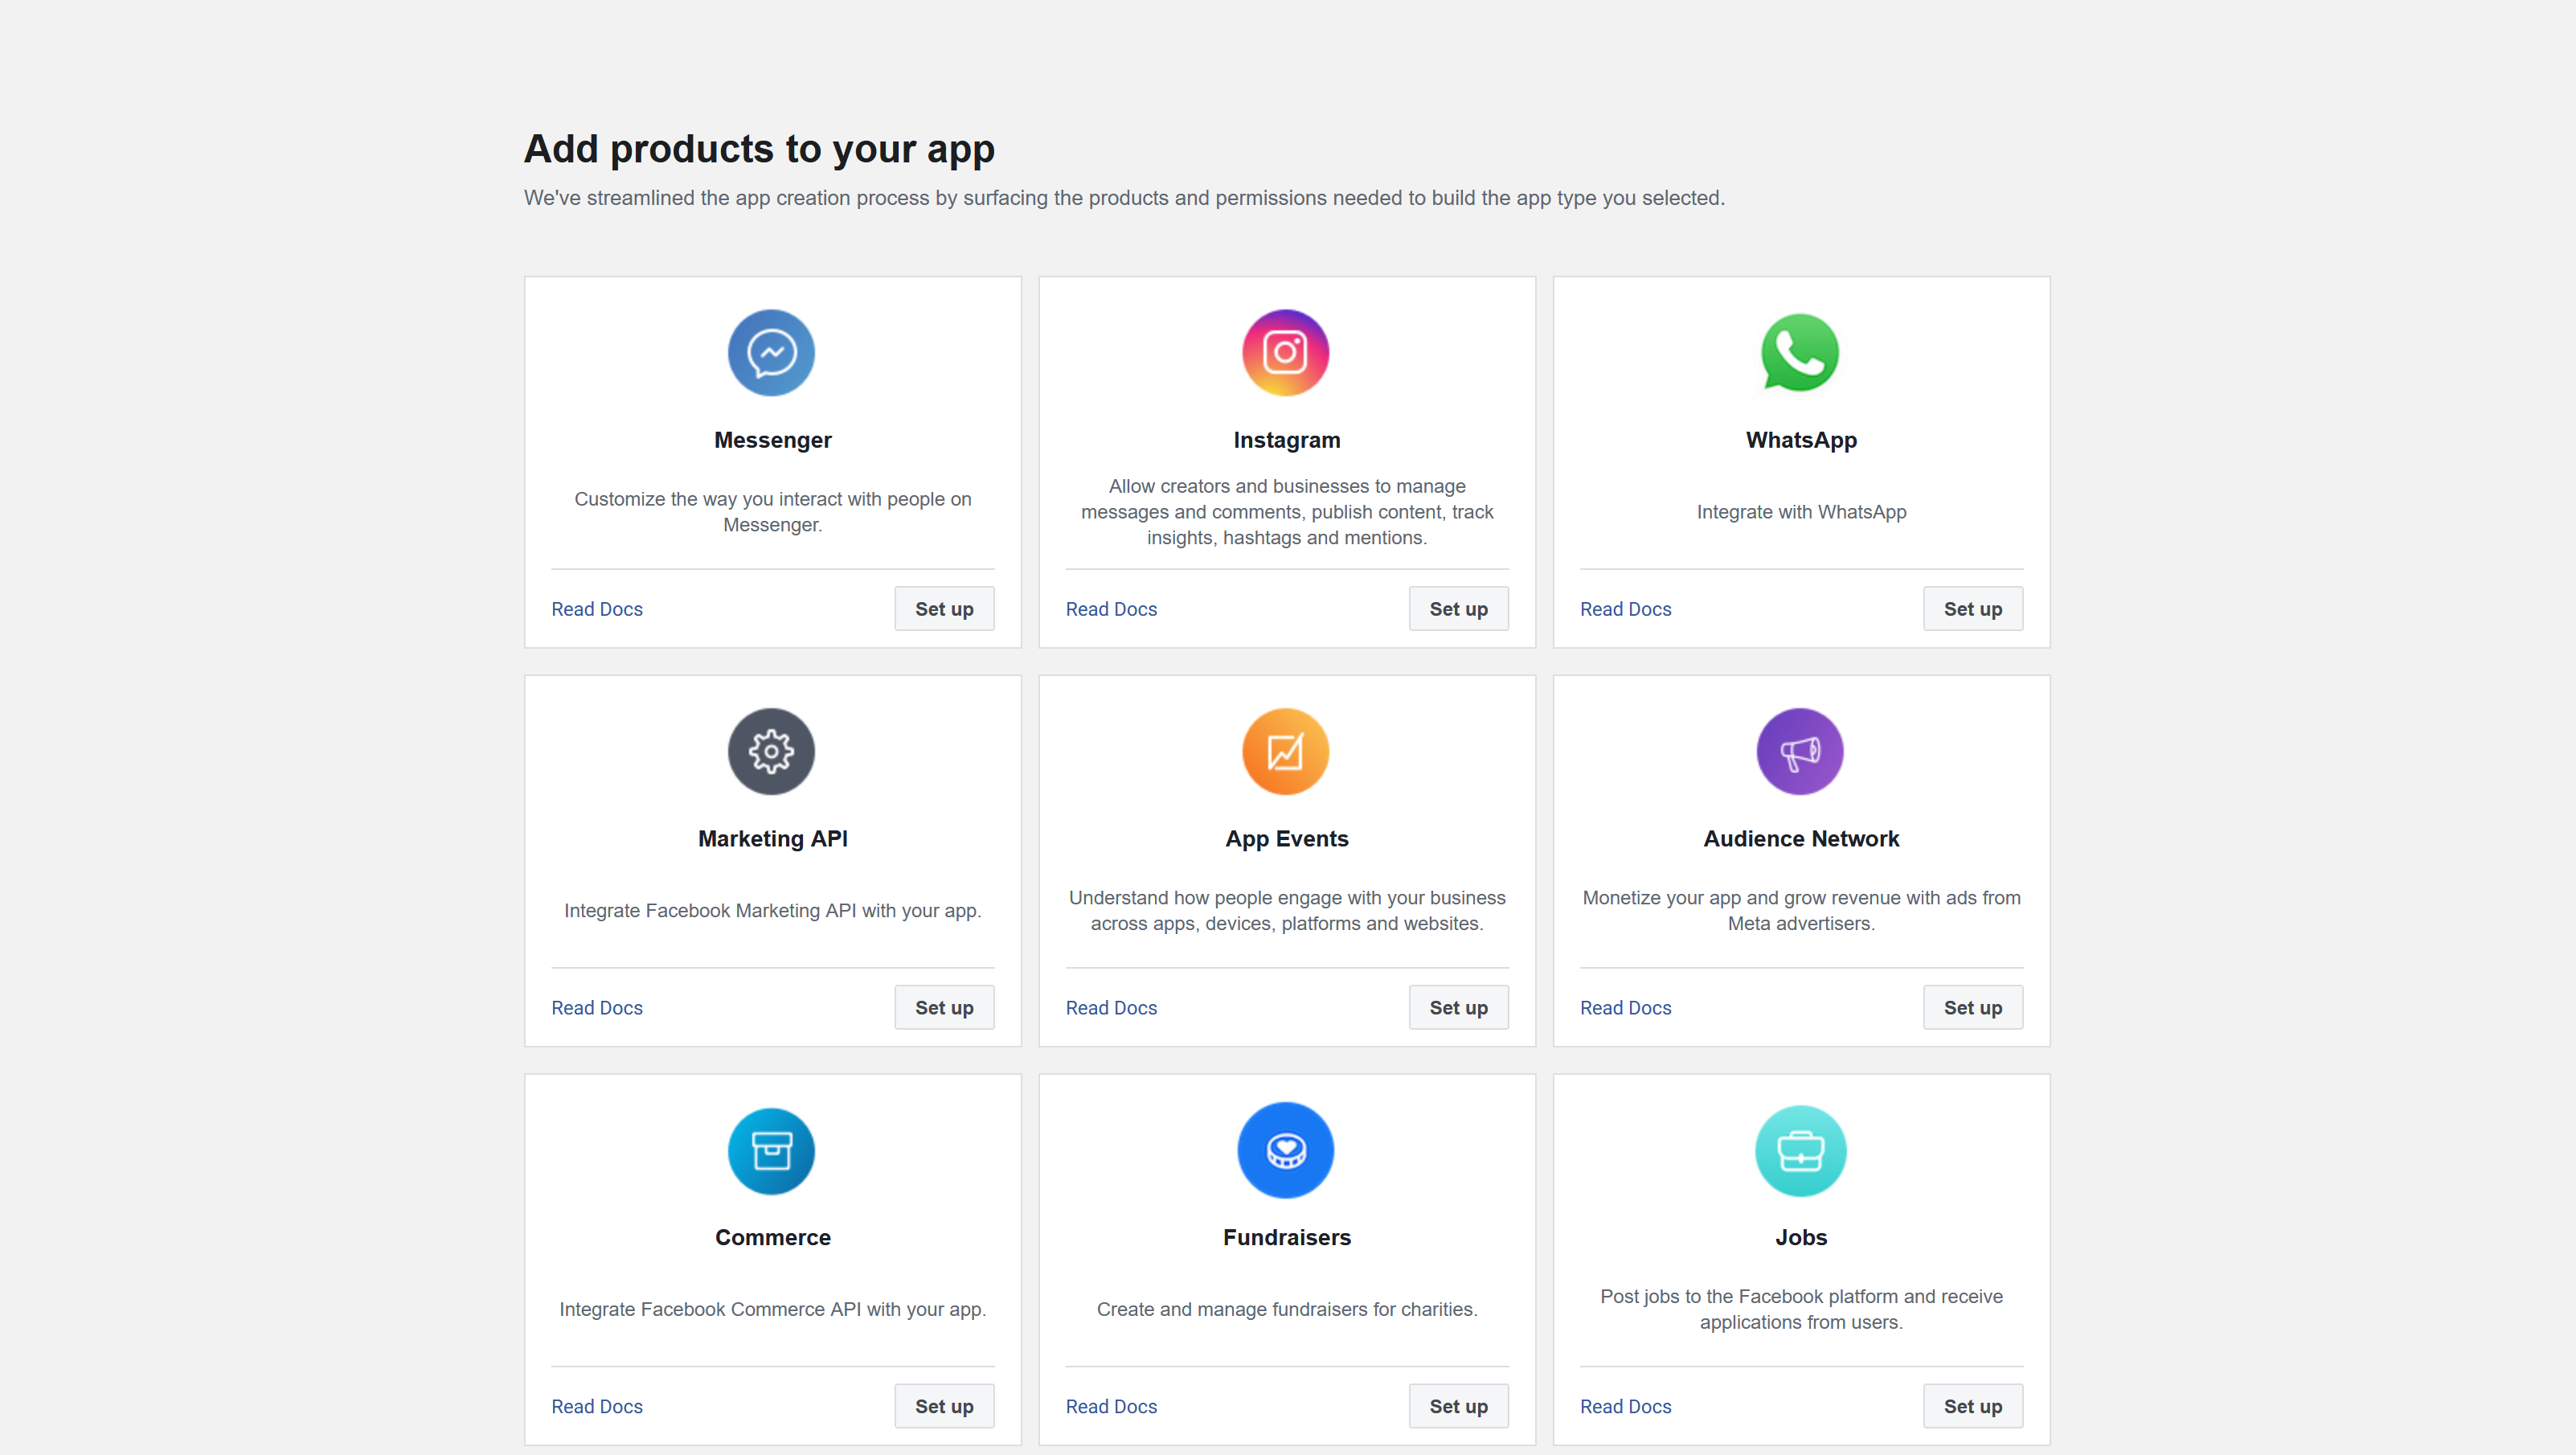 Add products to your app
We've streamlined the app creation process by surfacing the products and permissions needed to build the app type you selected.
Messenger
Customize the way you interact with people on
Messenger.
Read Docs
Set up
Instagram
Allow creators and businesses to manage
messages and comments, publish content, track
insights, hashtags and mentions.
Read Docs
Set up
WhatsApp
Integrate with WhatsApp
Read Docs
Set up
Marketing API
Integrate Facebook Marketing API with your app.
Read Docs
Set up
App Events
Understand how people engage with your business
across apps, devices, platforms and websites.
Read Docs
Set up
Audience Network
Monetize your app and grow revenue with ads from
Meta advertisers.
Read Docs
Set up
Commerce
Integrate Facebook Commerce API with your app.
Read Docs
Set up
Fundraisers
Create and manage fundraisers for charities.
Read Docs
Set up
Jobs
Post jobs to the Facebook platform and receive
applications from users.
Read Docs
Set up